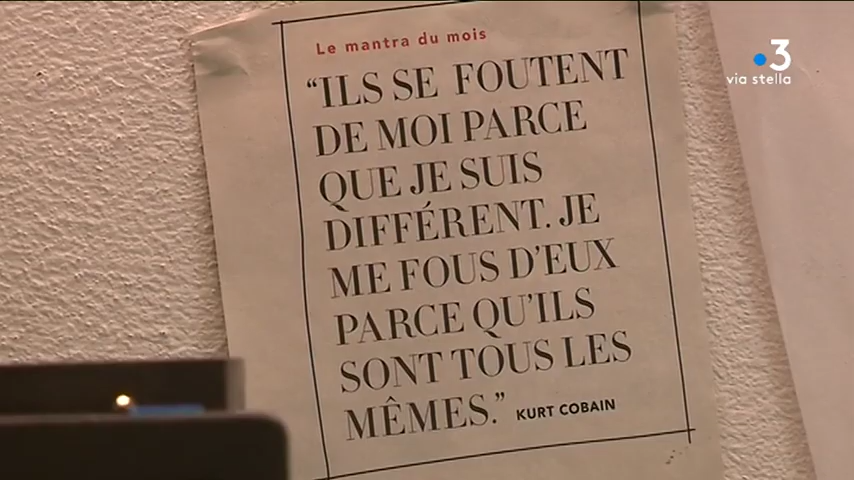 Le mantra du mois
“ILS SE FOUTENT
DE MOI PARCE
QUE JE SUIS
DIFFÉRENT. JE
ME FOUS D’EUX
PARCE QU’ILS
SONT TOUS LES
MÊMES.” KURT COBAIN
3
via stella